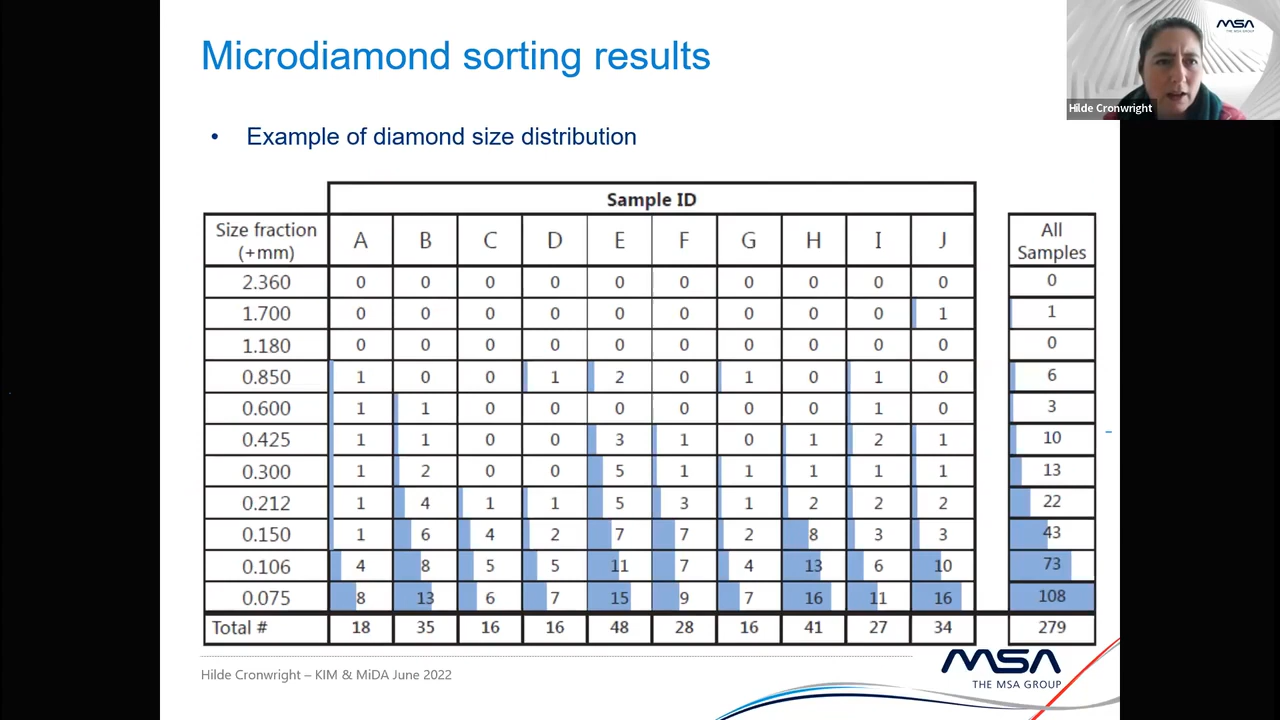 MSA
THE MSA GROUP
Hilde Cronwright
Microdiamond sorting results
• Example of diamond size distribution
Sample ID
Size fraction (+mm) A B C D E F G H I J All Samples
2.360 0 0 0 0 0 0 0 0 0 0 0
1.700 0 0 0 0 0 0 0 0 0 1 1
1.180 0 0 0 0 0 0 0 0 0 0 0
0.850 1 0 0 1 2 0 1 0 1 0 6
0.600 1 1 0 0 0 0 0 0 1 0 3
0.425 1 1 0 0 3 1 0 1 2 1 10
0.300 1 2 0 0 5 1 1 1 1 1 13
0.212 1 4 1 1 5 3 1 2 2 2 22
0.150 1 6 4 2 7 7 2 8 3 3 43
0.106 4 8 5 5 11 7 4 13 6 10 73
0.075 8 13 6 7 15 9 7 16 11 16 108
Total # 18 35 16 16 48 28 16 41 27 34 279
Hilde Cronwright – KIM & MiDA June 2022
MSA
THE MSA GROUP